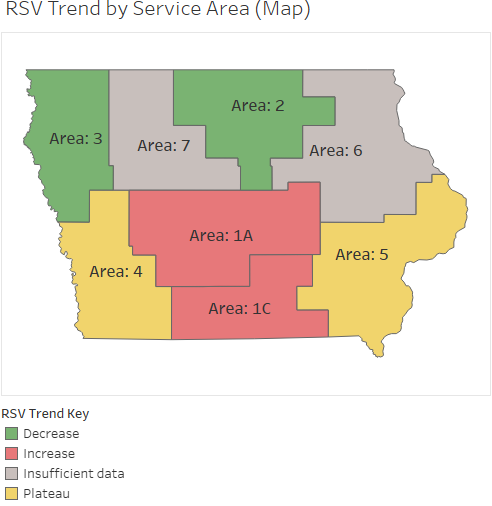 RSV Trend by Service Area (Map)
Area: 2
Area: 3
Area: 7
Area: 6
Area: 1A
Area: 5
Area: 4
Area: 1C
RSV Trend Key
Decrease
Increase
Insufficient data
Plateau